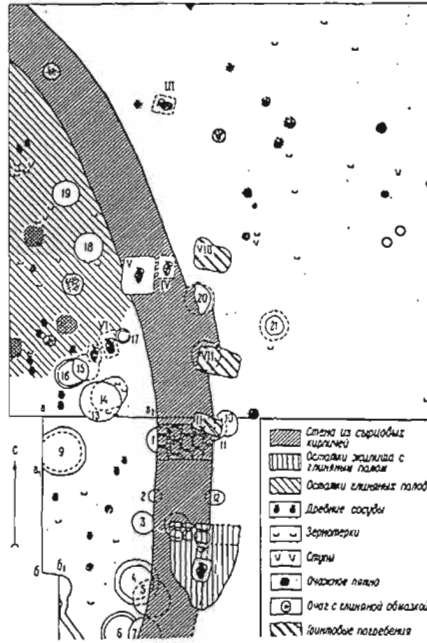 III
19
18
V
IV
VIII
20
21
VI
17
15
16
14
13
VII
10
11
1
9
2
12
3
4
5
6
7
в
б
б₁
С
Стена из сырцовых
кирпичей
Остатки жилища с
глиняным полом
Остатки глиняных полов
Древние сосуды
Зернотерки
Ступы
Очажное пятно
Очаг с глиняной обмазкой
Грунтовые погребения